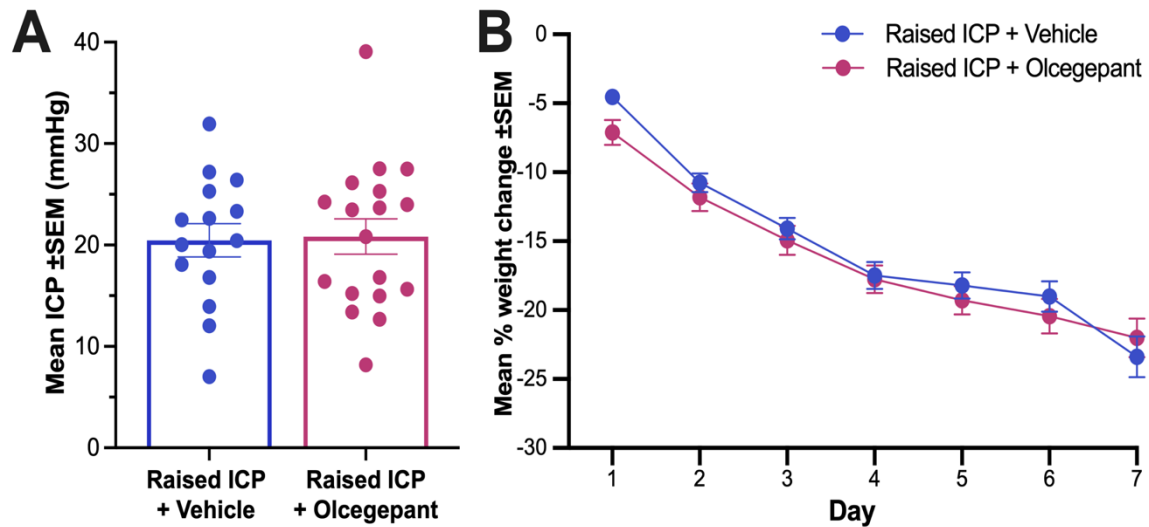 A
Mean ICP ±SEM (mmHg)
40
30
20
10
0
Raised ICP
+ Vehicle
Raised ICP
+ Olcegepant
B
Mean % weight change ±SEM
-0
-5
-10
-15
-20
-25
-30
1 2 3 4 5 6 7
Day
Raised ICP + Vehicle
Raised ICP + Olcegepant